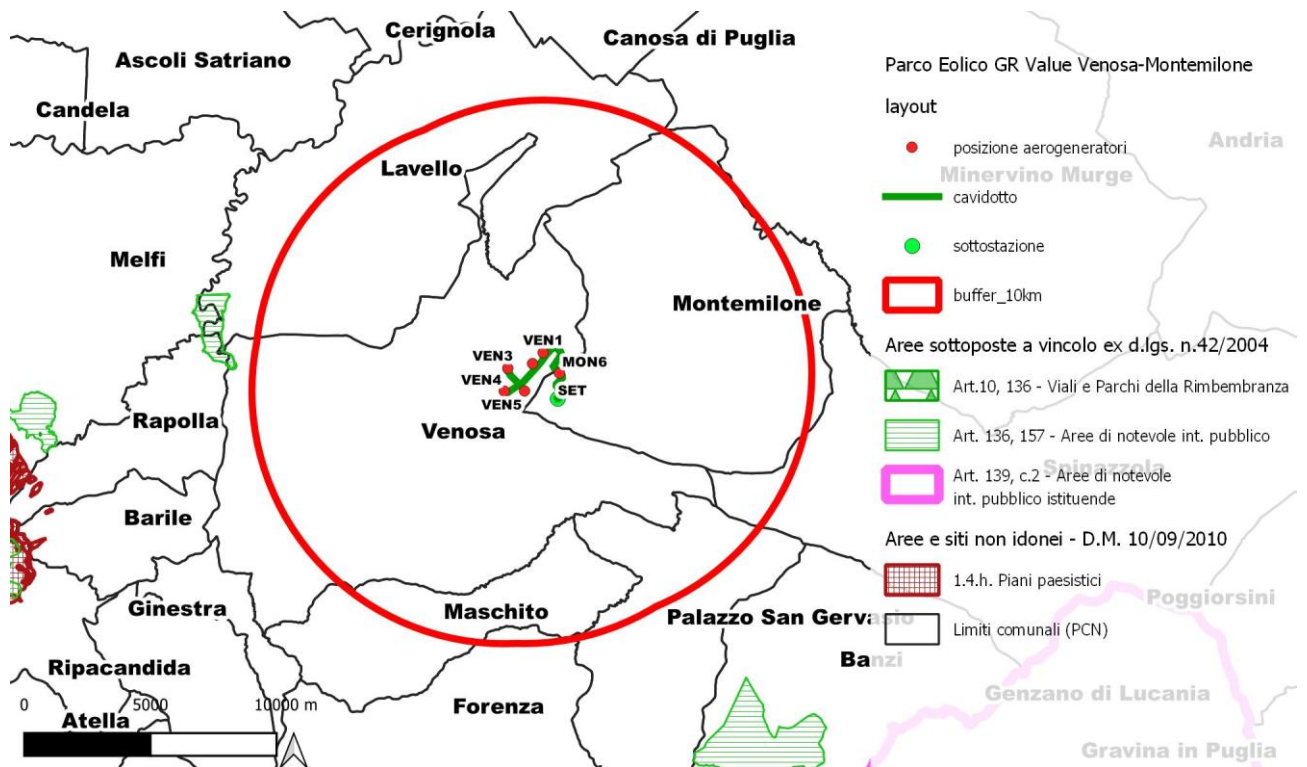 Cerignola
Canosa di Puglia
Ascoli Satriano
Candela
Lavello
Melfi
Montemilone
VEN1
VEN3
MON6
VEN4
SET
VEN5
Rapolla
Venosa
Barile
Ginestra
Maschito
Palazzo San Gervasio
Banzi
Ripacandida
Forenza
Atella
0 5000 10000 m
Parco Eolico GR Value Venosa-Montemilone
layout
posizione aerogeneratori
cavidotto
sottostazione
buffer_10km
Aree sottoposte a vincolo ex d.lgs. n.42/2004
Art.10, 136 - Viali e Parchi della Rimbembranza
Art. 136, 157 - Aree di notevole int. pubblico
Art. 139, c.2 - Aree di notevole
int. pubblico istituende
Aree e siti non idonei - D.M. 10/09/2010
1.4.h. Piani paesistici
Limiti comunali (PCN)
Andria
Minervino Murge
Spinazzola
Poggiorsini
Genzano di Lucania
Gravina in Puglia